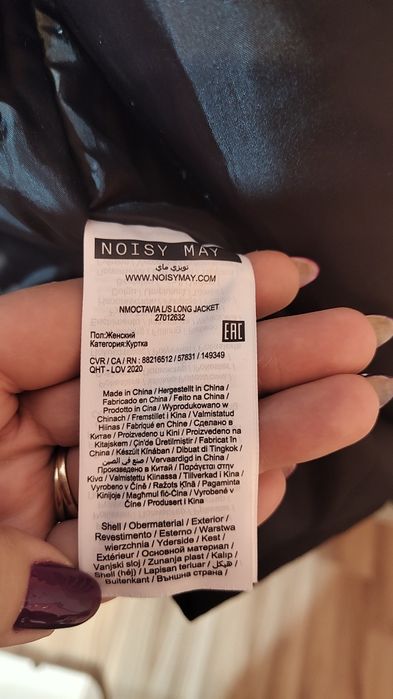 NOISY MAY
نويزي ماي
WWW.NOISYMAY.COM
NMOCTAVIA L/S LONG JACKET
27012632
Пол:Женский
Категория:Куртка
EAC
CVR / CA / RN : 88216512 / 57831 / 149349
QHT - LOV 2020,
Made in China / Hergestellt in China /
Fabricado en China / Feito na China /
Prodotto in Cina / Wyprodukowano w
Chinach / Fremstillet i Kina / Valmistatud
Hiinas / Fabriqué en Chine / Сделано в
Китае / Proizvedeno u Kini / Proizvedeno na
Kitajskem / Çin'de Üretilmiştir / Fabricat în
China / Készült Kínában / Dibuat di Tingkok /
صنع في الصين / Vervaardigd in China /
Произведено в Китай / Παράγεται στην
Κίνα / Valmistettu Kiinassa / Tillverkad i Kina /
Vyrobeno v Číně / Ražots Ķīnā / Pagaminta
Kinijoje / Maghmul fiċ-Ċina / Vyrobené v
Číne / Produsert i Kina
Shell / Obermaterial / Exterior /
Revestimento / Esterno / Warstwa
wierzchnia / Yderside / Kest /
Extérieur / Основной материал /
Vanjski sloj / Zunanja plast / Kalıp /
Shell (héj) / Lapisan terluar / هيكل /
Buitenkant / Външна страна /